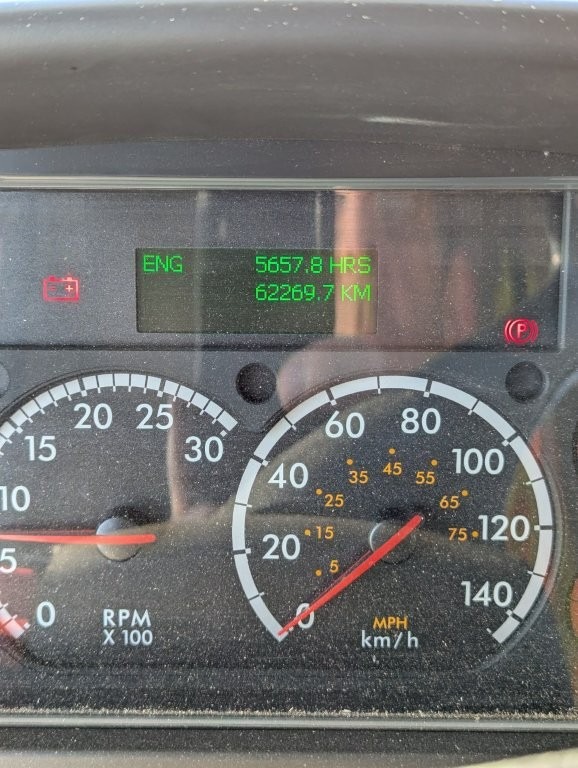 ENG 5657.8 HRS
62269.7 KM
P
0 5 10 15 20 25 30
RPM
X 100
0 20 40 60 80 100 120 140
5 15 25 35 45 55 65 75
MPH
km/h